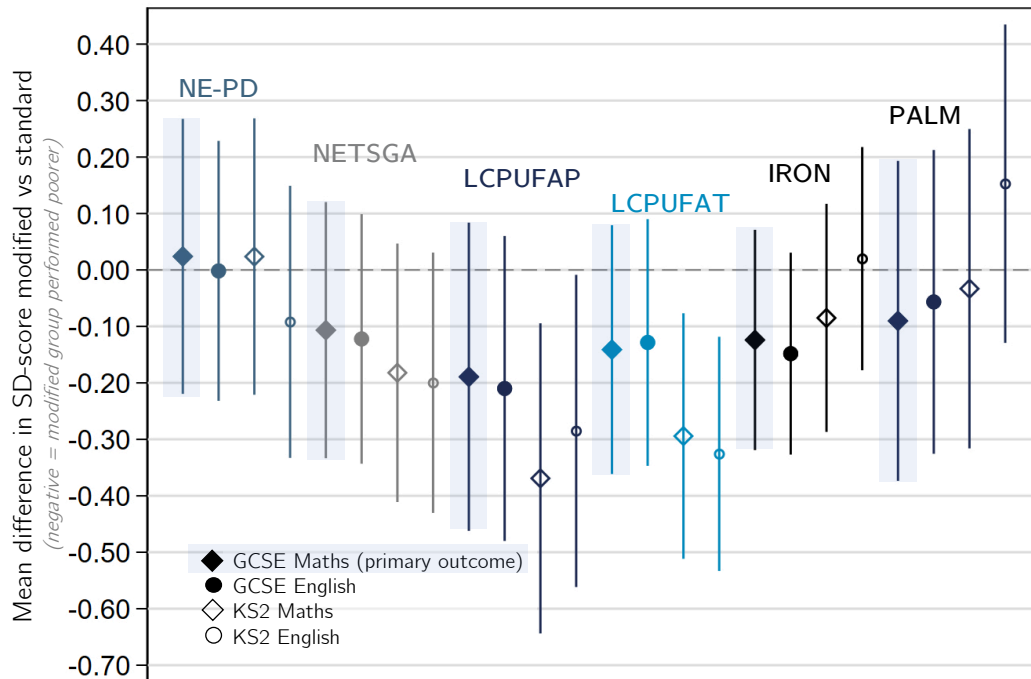 Mean difference in SD-score modified vs standard
(negative = modified group performed poorer)
0.40
0.30
0.20
0.10
0.00
-0.10
-0.20
-0.30
-0.40
-0.50
-0.60
-0.70
NE-PD
NETSGA
LCPUFAP
LCPUFAT
IRON
PALM
GCSE Maths (primary outcome)
GCSE English
KS2 Maths
KS2 English